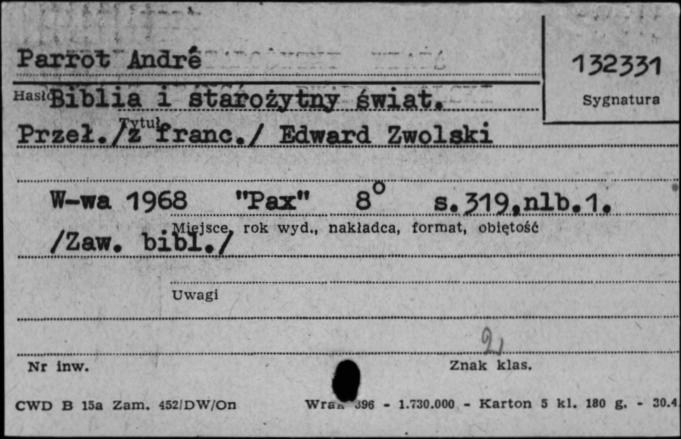 Parrot André
132331
Hasło Biblia i starożytny świat.
Sygnatura
Tytuł
Przeł./z franc./ Edward Zwolski
W-wa 1968 "Pax" 8° s.319,nlb.1.
Miejsce, rok wyd., nakładca, format, objętość
/Zaw. bibl./
Uwagi
2,
Nr inw. Znak klas.
CWD B 15a Zam. 452/DW/On 396 - 1.730.000 - Karton 5 kl. 180 g. - 30.4